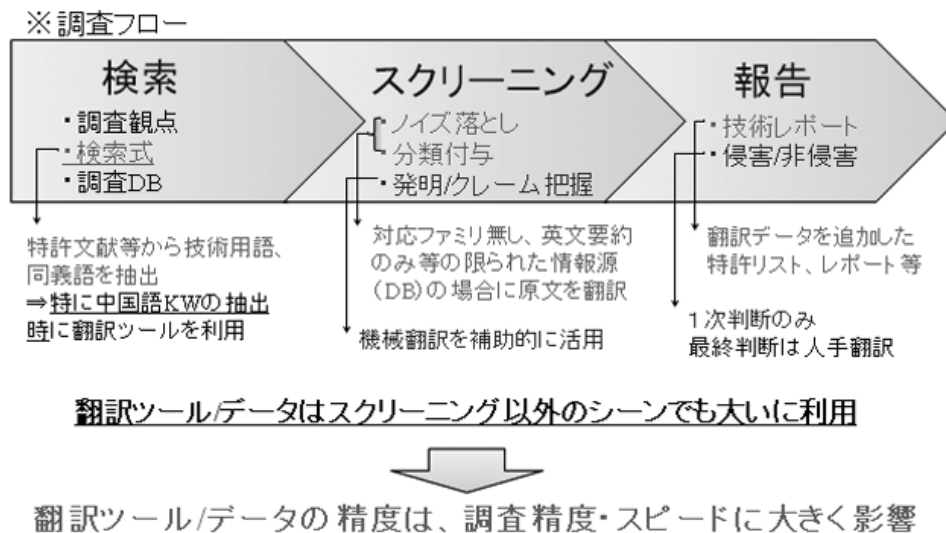 ※調査フロー
検索
・調査観点
・検索式
・調査DB
スクリーニング
・ノイズ落とし
・分類付与
・発明/クレーム把握
報告
・技術レポート
・侵害/非侵害
特許文献等から技術用語、
同義語を抽出
⇒特に中国語KWの抽出
時に翻訳ツールを利用
対応ファミリ無し、英文要約
のみ等の限られた情報源
（DB）の場合に原文を翻訳
機械翻訳を補助的に活用
翻訳データを追加した
特許リスト、レポート等
１次判断のみ
最終判断は人手翻訳
翻訳ツール/データはスクリーニング以外のシーンでも大いに利用
翻訳ツール/データの精度は、調査精度・スピードに大きく影響